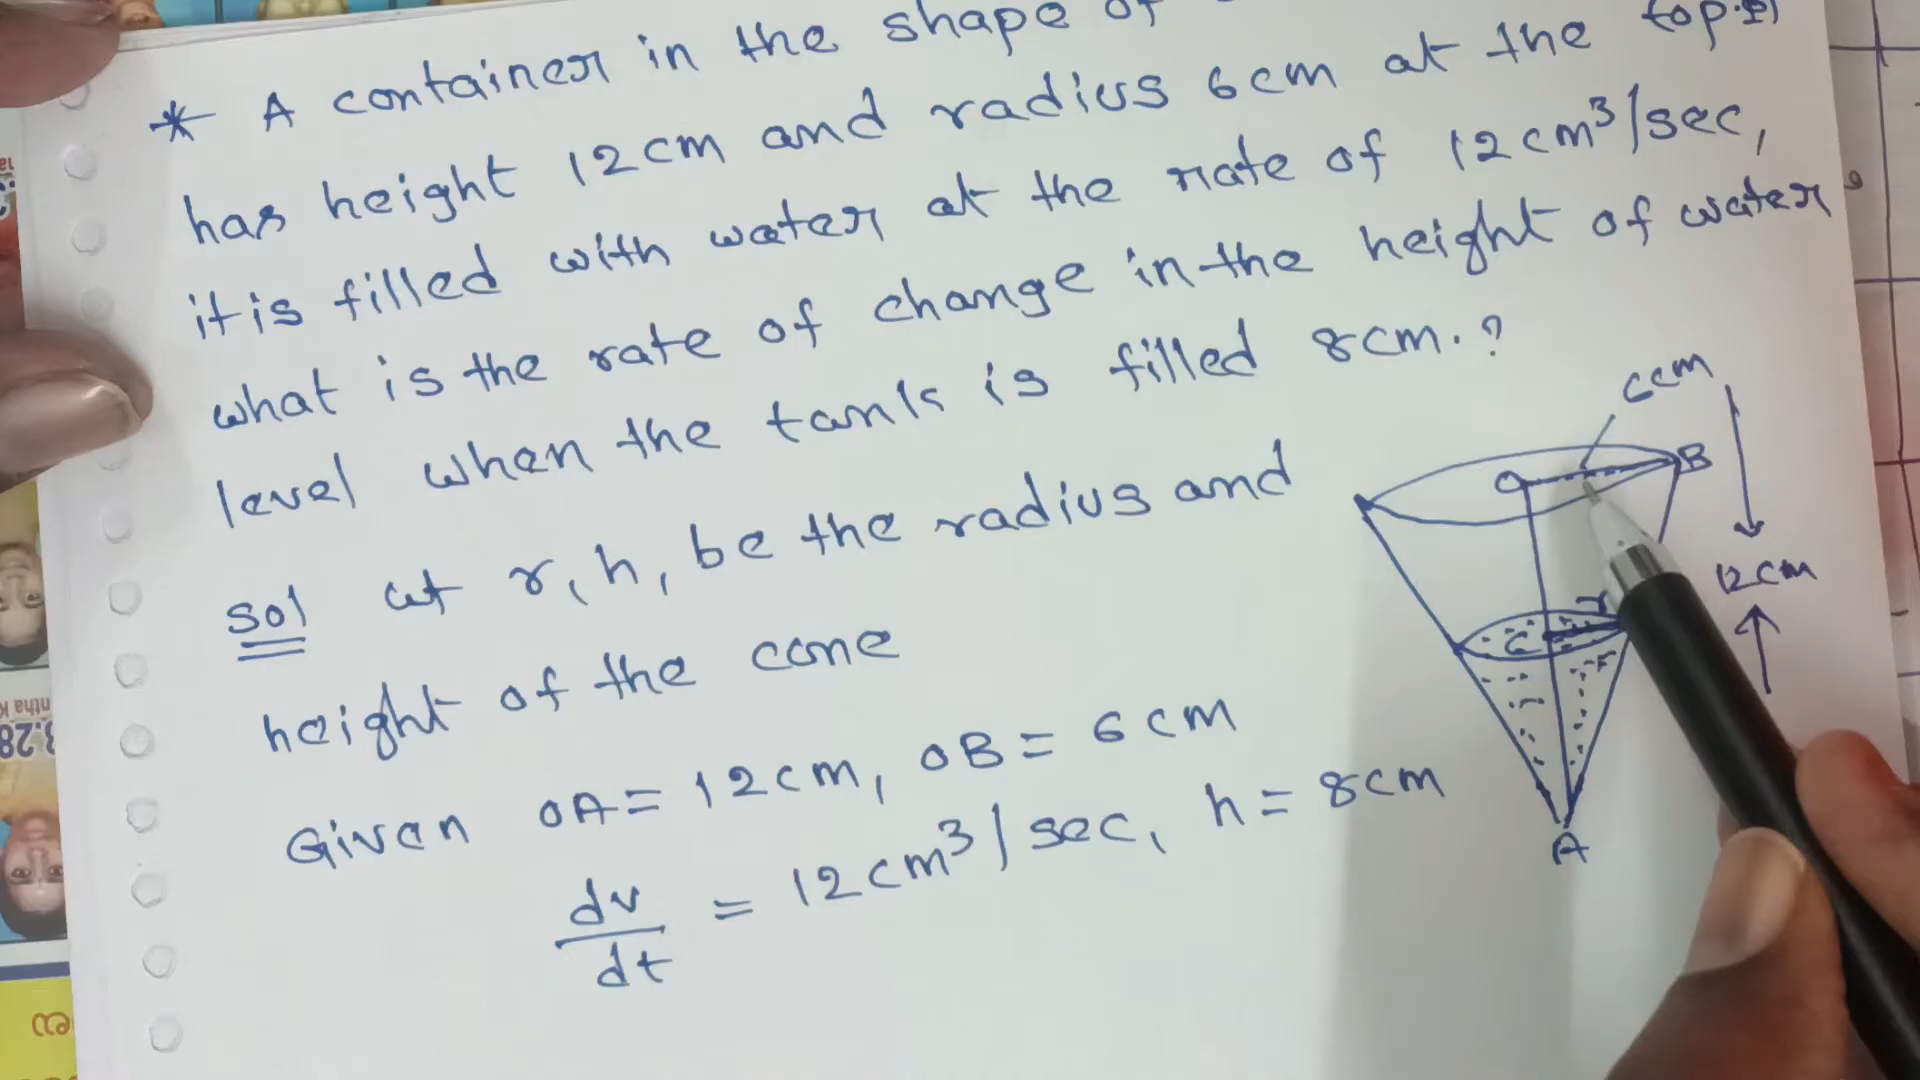 * A container in the shape of
has height 12cm and radius 6cm at the top.
it is filled with water at the rate of 12cm³/sec,
what is the rate of change in the height of water
level when the tank is filled 8cm.?
Sol let r, h, be the radius and
height of the cone
Given OA = 12cm, OB = 6cm
dv/dt = 12cm³/sec, h = 8cm
6cm
O B
12cm
C r
A
8.28
ntha K